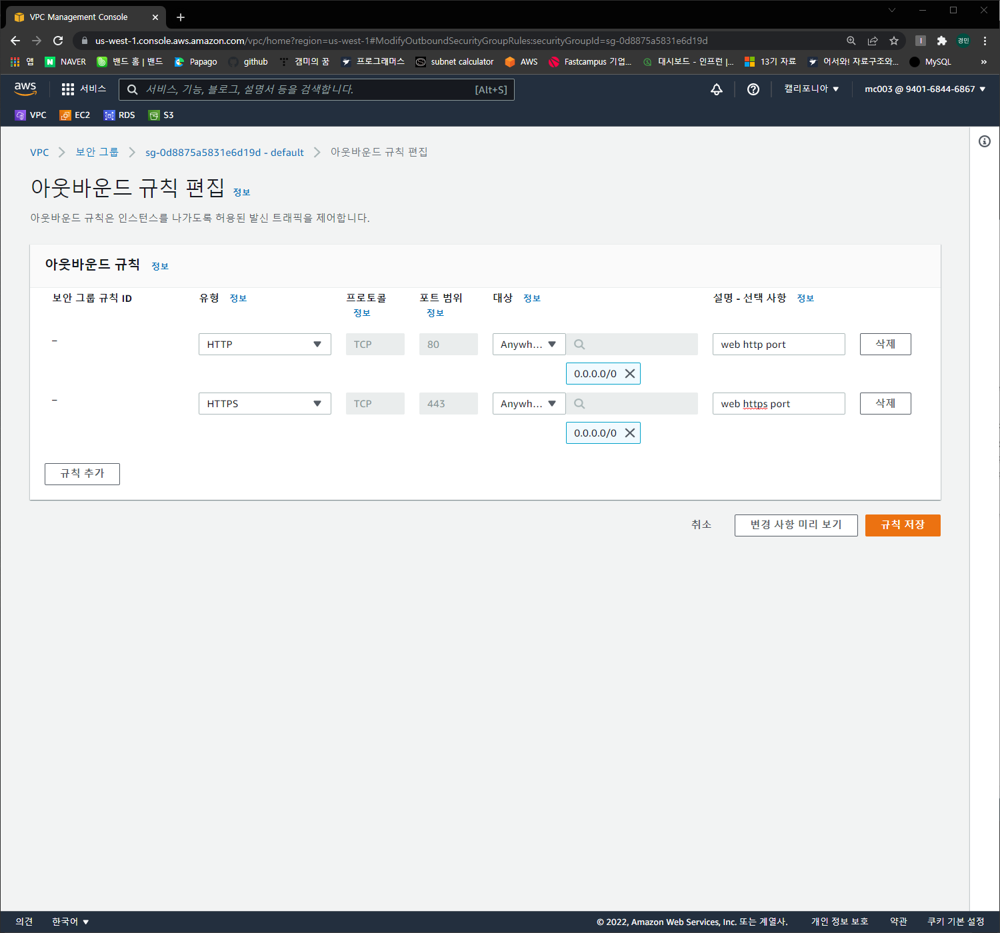 VPC Management Console
us-west-1.console.aws.amazon.com/vpc/home?region=us-west-1#ModifyOutboundSecurityGroupRules:securityGroupId=sg-0d8875a5831e6d19d
경민
앱 NAVER 밴드 홈 | 밴드 Papago github 캠미의 꿈 프로그래머스 subnet calculator AWS Fastcampus 기업... 대시보드 - 인프런 |... 13기 자료 어서와! 자료구조와... MySQL »
aws 서비스 서비스, 기능, 블로그, 설명서 등을 검색합니다. [Alt+S] 캘리포니아 mc003 @ 9401-6844-6867
VPC EC2 RDS S3
VPC 보안 그룹 sg-0d8875a5831e6d19d - default 아웃바운드 규칙 편집
아웃바운드 규칙 편집 정보
아웃바운드 규칙은 인스턴스를 나가도록 허용된 발신 트래픽을 제어합니다.
아웃바운드 규칙 정보
보안 그룹 규칙 ID 유형 정보 프로토콜 정보 포트 범위 정보 대상 정보 설명 - 선택 사항 정보
– HTTP TCP 80 Anywh... web http port 삭제
0.0.0.0/0
– HTTPS TCP 443 Anywh... web https port 삭제
0.0.0.0/0
규칙 추가
취소 변경 사항 미리 보기 규칙 저장
의견 한국어 © 2022, Amazon Web Services, Inc. 또는 계열사. 개인 정보 보호 약관 쿠키 기본 설정